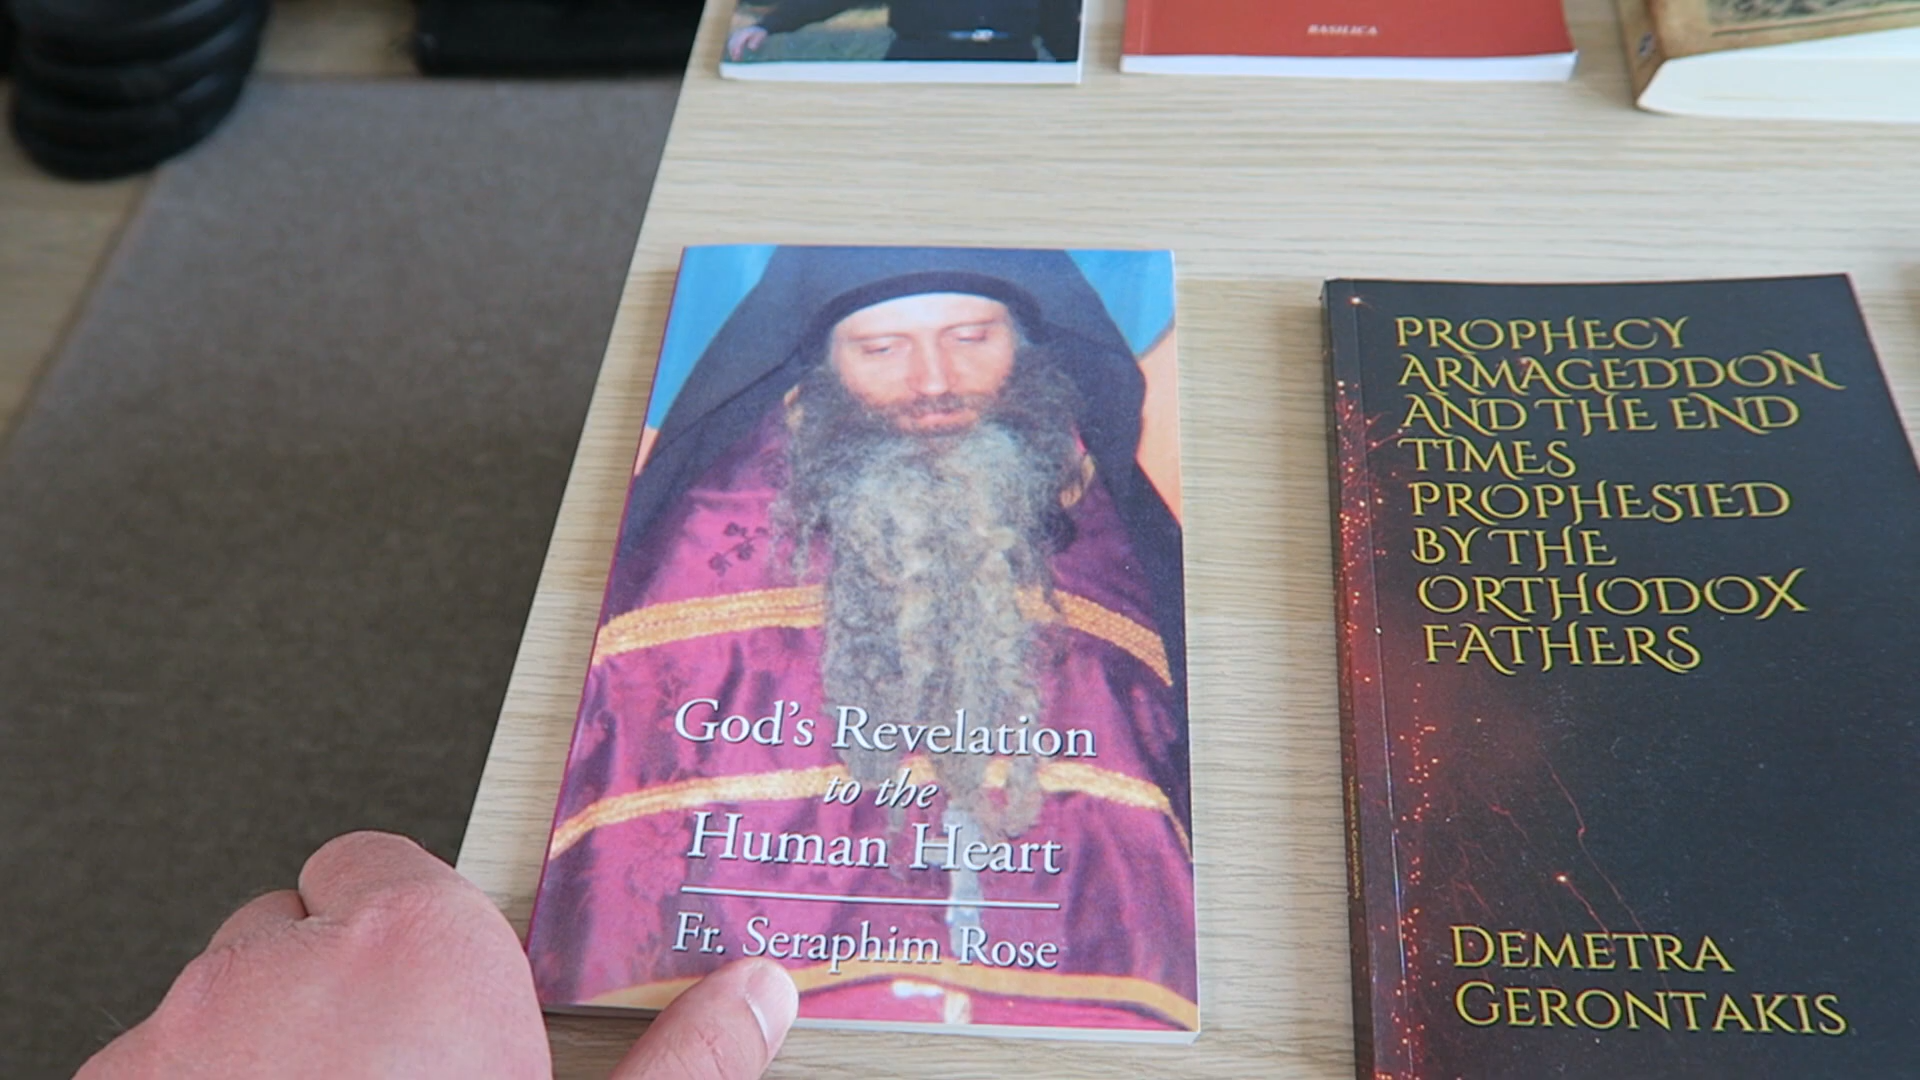 BASILICA
God's Revelation
to the
Human Heart
Fr. Seraphim Rose
PROPHECY
ARMAGEDDON
AND THE END
TIMES
PROPHESIED
BY THE
ORTHODOX
FATHERS
DEMETRA
GERONTAKIS